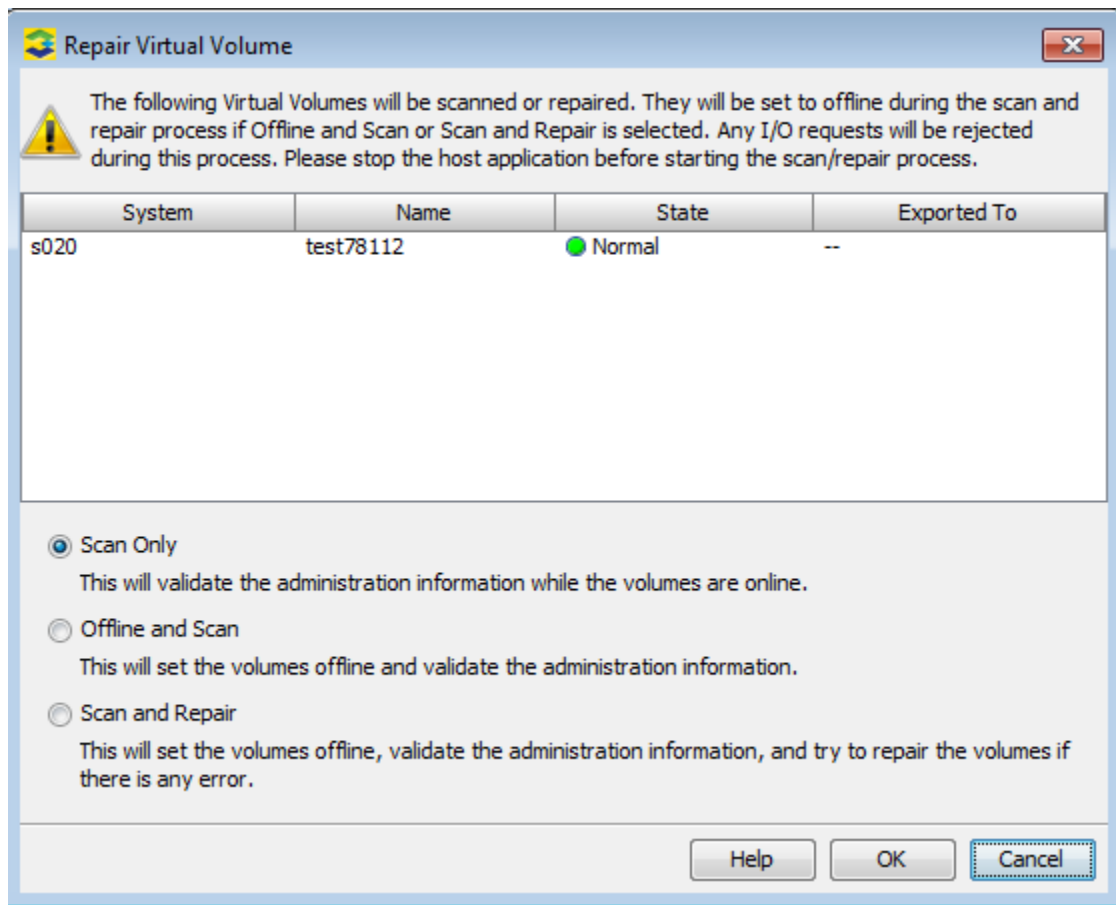 Repair Virtual Volume
The following Virtual Volumes will be scanned or repaired. They will be set to offline during the scan and
repair process if Offline and Scan or Scan and Repair is selected. Any I/O requests will be rejected
during this process. Please stop the host application before starting the scan/repair process.
System Name State Exported To
s020 test78112 Normal --
Scan Only
This will validate the administration information while the volumes are online.
Offline and Scan
This will set the volumes offline and validate the administration information.
Scan and Repair
This will set the volumes offline, validate the administration information, and try to repair the volumes if
there is any error.
Help OK Cancel